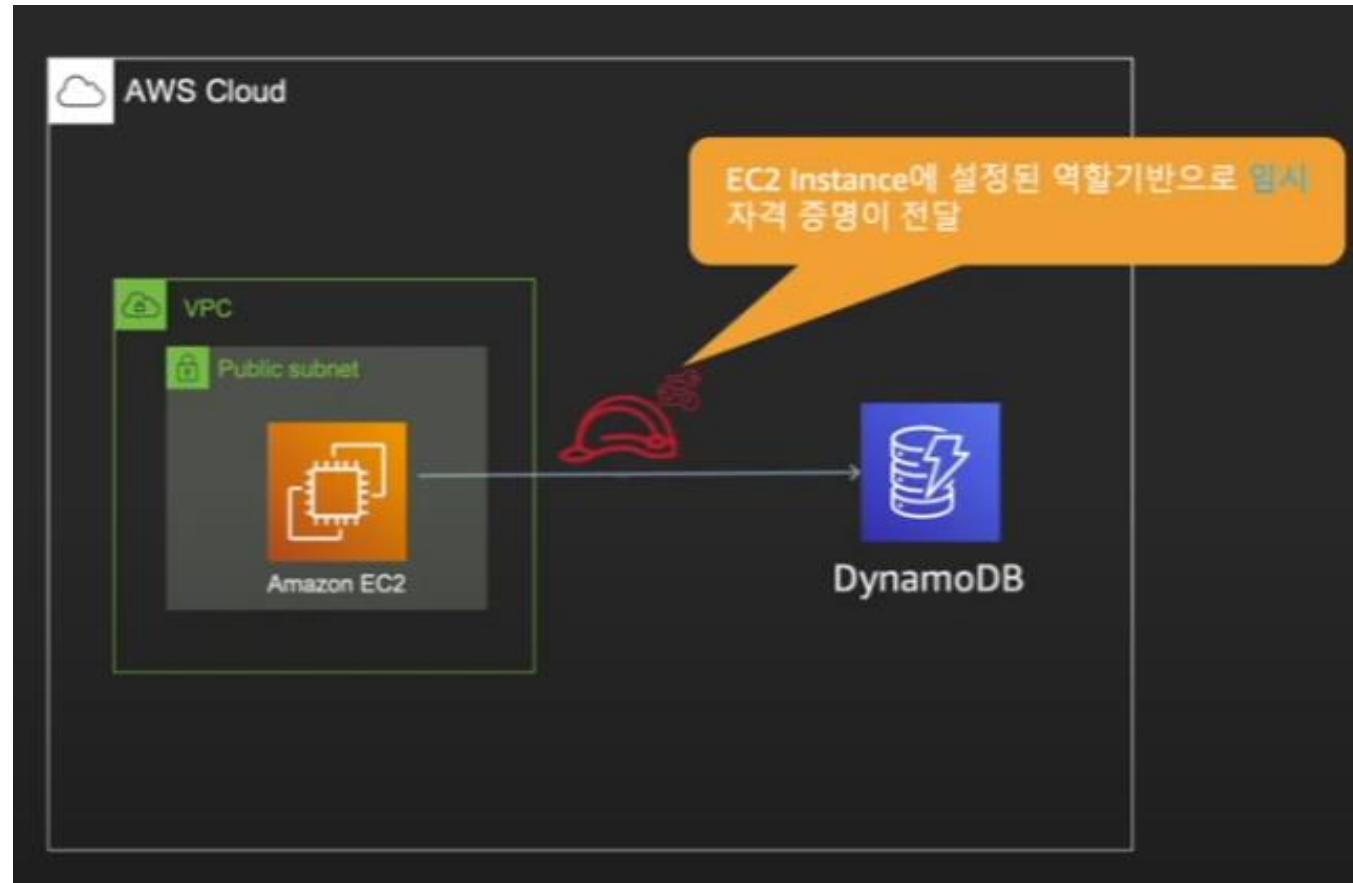 AWS Cloud
EC2 Instance에 설정된 역할기반으로 임시
자격 증명이 전달
VPC
Public subnet
Amazon EC2
DynamoDB